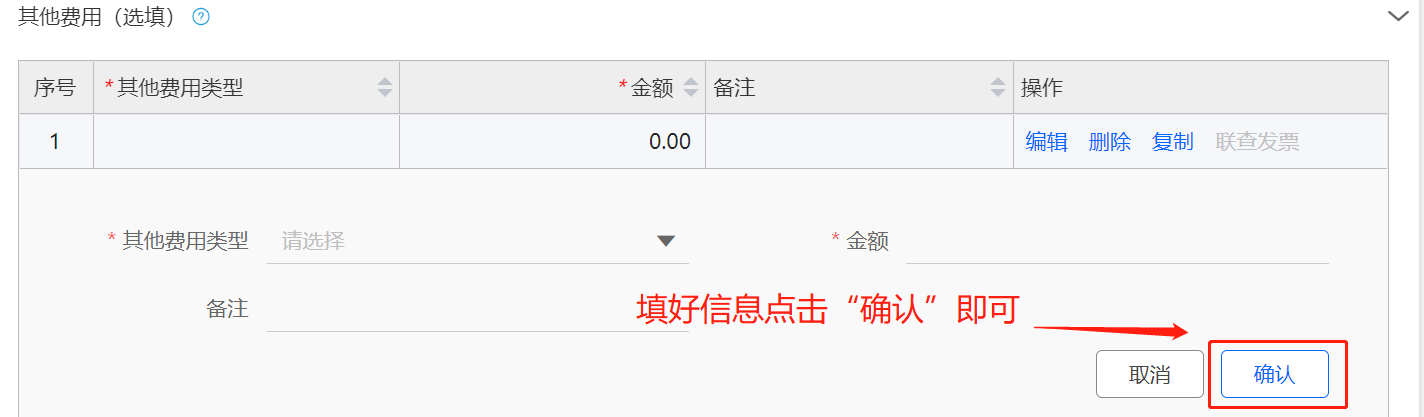 其他费用（选填） ?
序号 *其他费用类型 *金额 备注 操作
1 0.00 编辑 删除 复制 联查发票
*其他费用类型 请选择 *金额
备注
填好信息点击“确认”即可
取消 确认